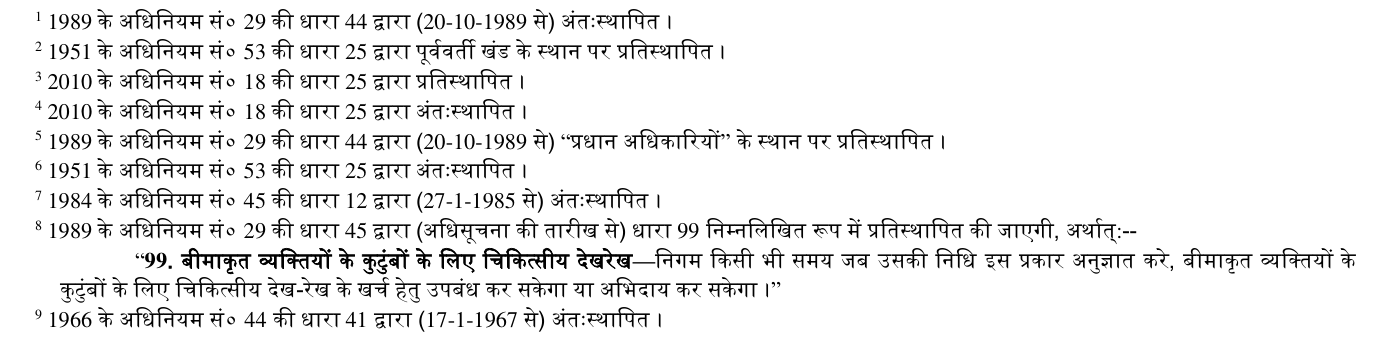 1 1989 के अधिनियम सं० 29 की धारा 44 द्वारा (20-10-1989 से) अंतःस्थापित ।
2 1951 के अधिनियम सं० 53 की धारा 25 द्वारा पूर्ववर्ती खंड के स्थान पर प्रतिस्थापित ।
3 2010 के अधिनियम सं० 18 की धारा 25 द्वारा प्रतिस्थापित ।
4 2010 के अधिनियम सं० 18 की धारा 25 द्वारा अंतःस्थापित ।
5 1989 के अधिनियम सं० 29 की धारा 44 द्वारा (20-10-1989 से) “प्रधान अधिकारियों” के स्थान पर प्रतिस्थापित ।
6 1951 के अधिनियम सं० 53 की धारा 25 द्वारा अंतःस्थापित ।
7 1984 के अधिनियम सं० 45 की धारा 12 द्वारा (27-1-1985 से) अंतःस्थापित ।
8 1989 के अधिनियम सं० 29 की धारा 45 द्वारा (अधिसूचना की तारीख से) धारा 99 निम्नलिखित रूप में प्रतिस्थापित की जाएगी, अर्थात्:--
“99. बीमाकृत व्यक्तियों के कुटुंबों के लिए चिकित्सीय देखरेख—निगम किसी भी समय जब उसकी निधि इस प्रकार अनुज्ञात करे, बीमाकृत व्यक्तियों के
कुटुंबों के लिए चिकित्सीय देख-रेख के खर्च हेतु उपबंध कर सकेगा या अभिदाय कर सकेगा ।”
9 1966 के अधिनियम सं० 44 की धारा 41 द्वारा (17-1-1967 से) अंतःस्थापित ।